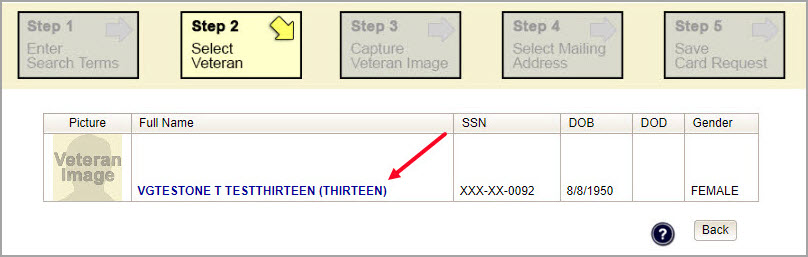 Step 1
Enter
Search Terms
Step 2
Select
Veteran
Step 3
Capture
Veteran Image
Step 4
Select Mailing
Address
Step 5
Save
Card Request
Picture Full Name SSN DOB DOD Gender
Veteran
Image
VGTESTONE T TESTTHIRTEEN (THIRTEEN) XXX-XX-0092 8/8/1950 FEMALE
? Back